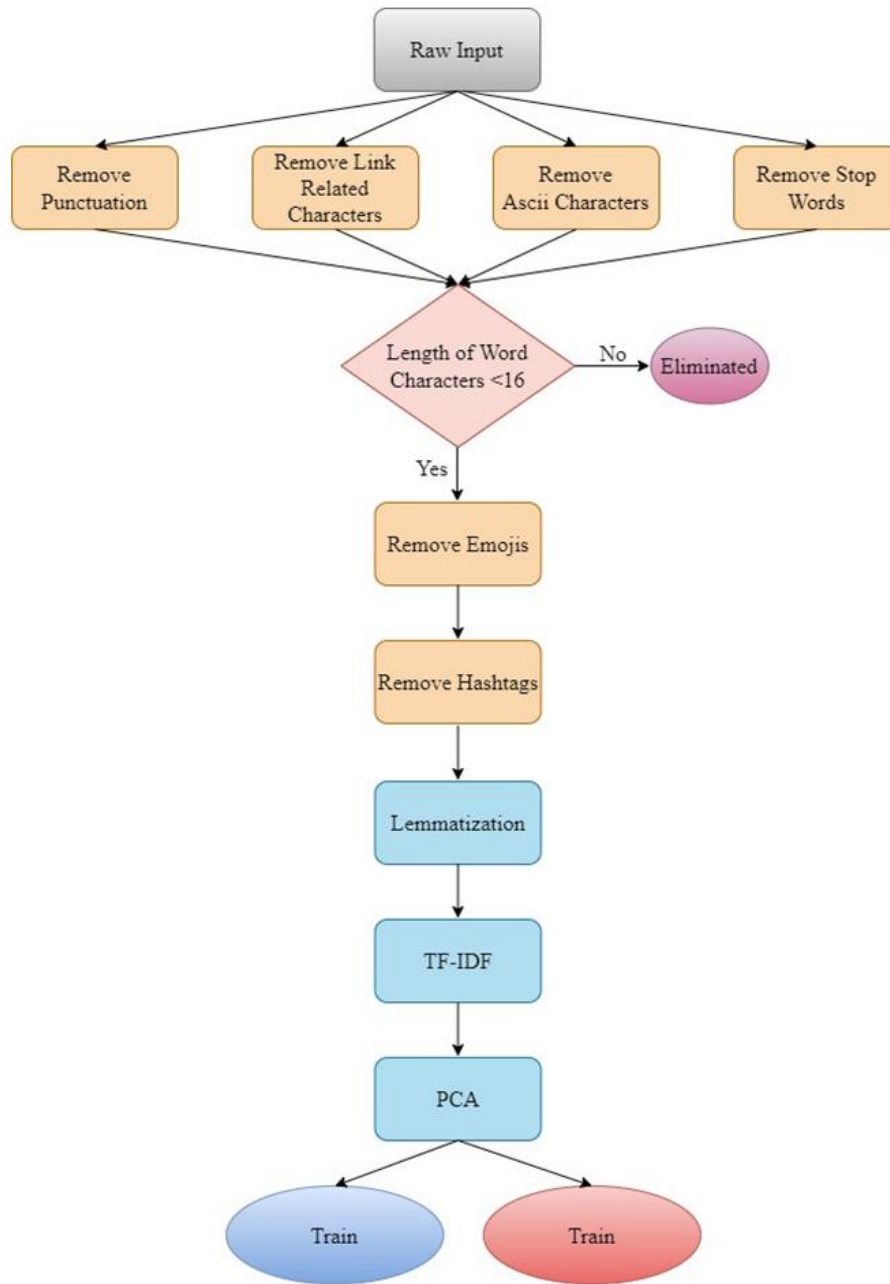 Raw Input
Remove
Punctuation
Remove Link
Related
Characters
Remove
Ascii Characters
Remove Stop
Words
Length of Word
Characters <16
No
Eliminated
Yes
Remove Emojis
Remove Hashtags
Lemmatization
TF-IDF
PCA
Train
Train